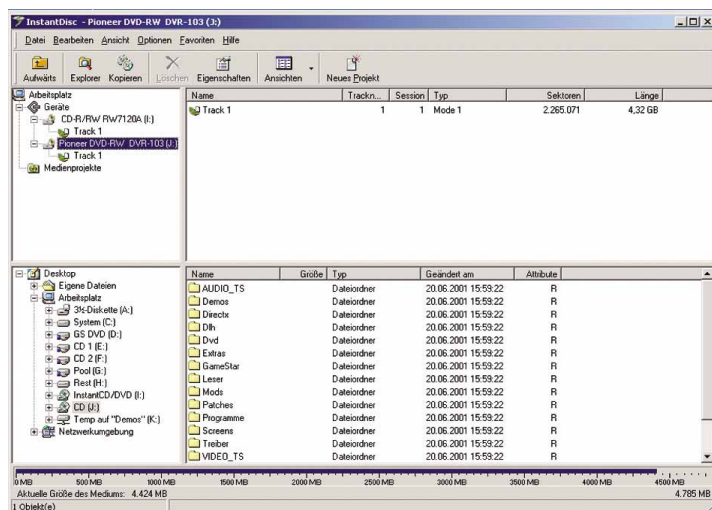 InstantDisc - Pioneer DVD-RW DVR-103 (J:)
Datei Bearbeiten Ansicht Optionen Favoriten Hilfe
Aufwärts Explorer Kopieren Löschen Eigenschaften Ansichten Neues Projekt
Arbeitsplatz
Geräte
CD-R/RW RW7120A (I:)
Track 1
Pioneer DVD-RW DVR-103 (J:)
Track 1
Medienprojekte
Name Trackn... Session Typ Sektoren Länge
Track 1 1 1 Mode 1 2.265.071 4,32 GB
Desktop
Eigene Dateien
Arbeitsplatz
3½-Diskette (A:)
System (C:)
GS DVD (D:)
CD 1 (E:)
CD 2 (F:)
Pool (G:)
Rest (H:)
InstantCD/DVD (I:)
CD (J:)
Temp auf "Demos" (K:)
Netzwerkumgebung
Name Größe Typ Geändert am Attribute
AUDIO_TS Dateiordner 20.06.2001 15:59:22 R
Demos Dateiordner 20.06.2001 15:59:22 R
Directx Dateiordner 20.06.2001 15:59:22 R
Dlh Dateiordner 20.06.2001 15:59:22 R
Dvd Dateiordner 20.06.2001 15:59:22 R
Extras Dateiordner 20.06.2001 15:59:22 R
GameStar Dateiordner 20.06.2001 15:59:22 R
Leser Dateiordner 20.06.2001 15:59:22 R
Mods Dateiordner 20.06.2001 15:59:22 R
Patches Dateiordner 20.06.2001 15:59:22 R
Programme Dateiordner 20.06.2001 15:59:22 R
Screens Dateiordner 20.06.2001 15:59:22 R
Treiber Dateiordner 20.06.2001 15:59:22 R
VIDEO_TS Dateiordner 20.06.2001 15:59:22 R
0 MB 500 MB 1000 MB 1500 MB 2000 MB 2500 MB 3000 MB 3500 MB 4000 MB 4500 MB
Aktuelle Größe des Mediums: 4.424 MB 4.785 MB
1 Objekt(e)